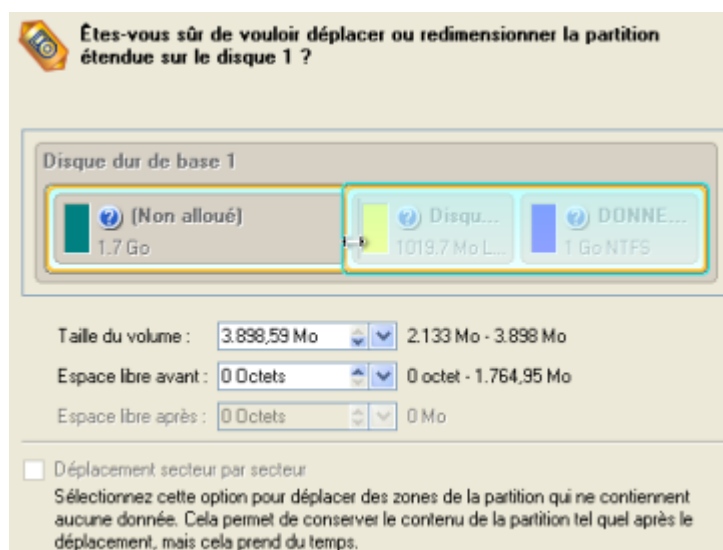 Êtes-vous sûr de vouloir déplacer ou redimensionner la partition
étendue sur le disque 1 ?
Disque dur de base 1
(Non alloué)
1.7 Go
Disqu...
1019.7 Mo L...
DONNE...
1 Go NTFS
Taille du volume : 3.898,59 Mo 2.133 Mo - 3.898 Mo
Espace libre avant : 0 Octets 0 octet - 1.764,95 Mo
Espace libre après : 0 Octets 0 Mo
Déplacement secteur par secteur
Sélectionnez cette option pour déplacer des zones de la partition qui ne contiennent
aucune donnée. Cela permet de conserver le contenu de la partition tel quel après le
déplacement, mais cela prend du temps.